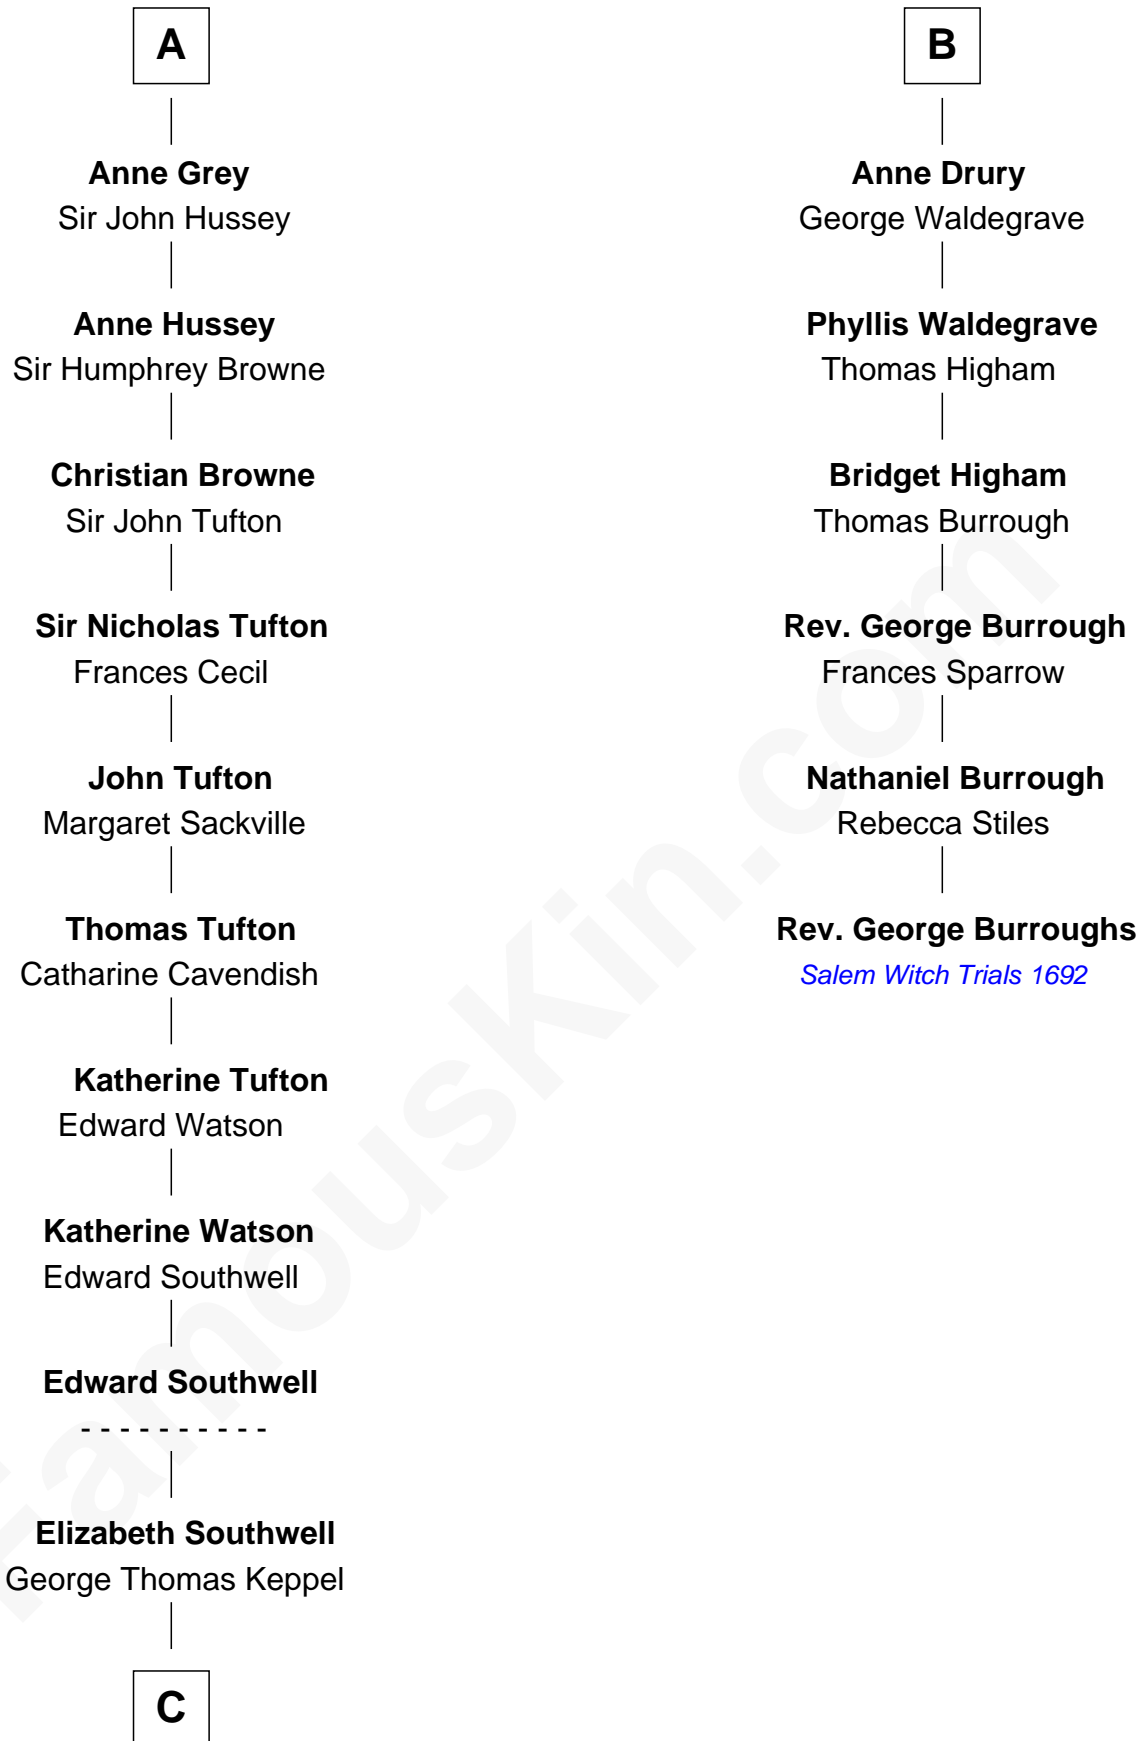 A
Anne Grey
Sir John Hussey
Anne Hussey
Sir Humphrey Browne
Christian Browne
Sir John Tufton
Sir Nicholas Tufton
Frances Cecil
John Tufton
Margaret Sackville
Thomas Tufton
Catharine Cavendish
Katherine Tufton
Edward Watson
Katherine Watson
Edward Southwell
Edward Southwell
- - - - - - - - - -
Elizabeth Southwell
George Thomas Keppel
C
B
Anne Drury
George Waldegrave
Phyllis Waldegrave
Thomas Higham
Bridget Higham
Thomas Burrough
Rev. George Burrough
Frances Sparrow
Nathaniel Burrough
Rebecca Stiles
Rev. George Burroughs
Salem Witch Trials 1692
FamousKin.com